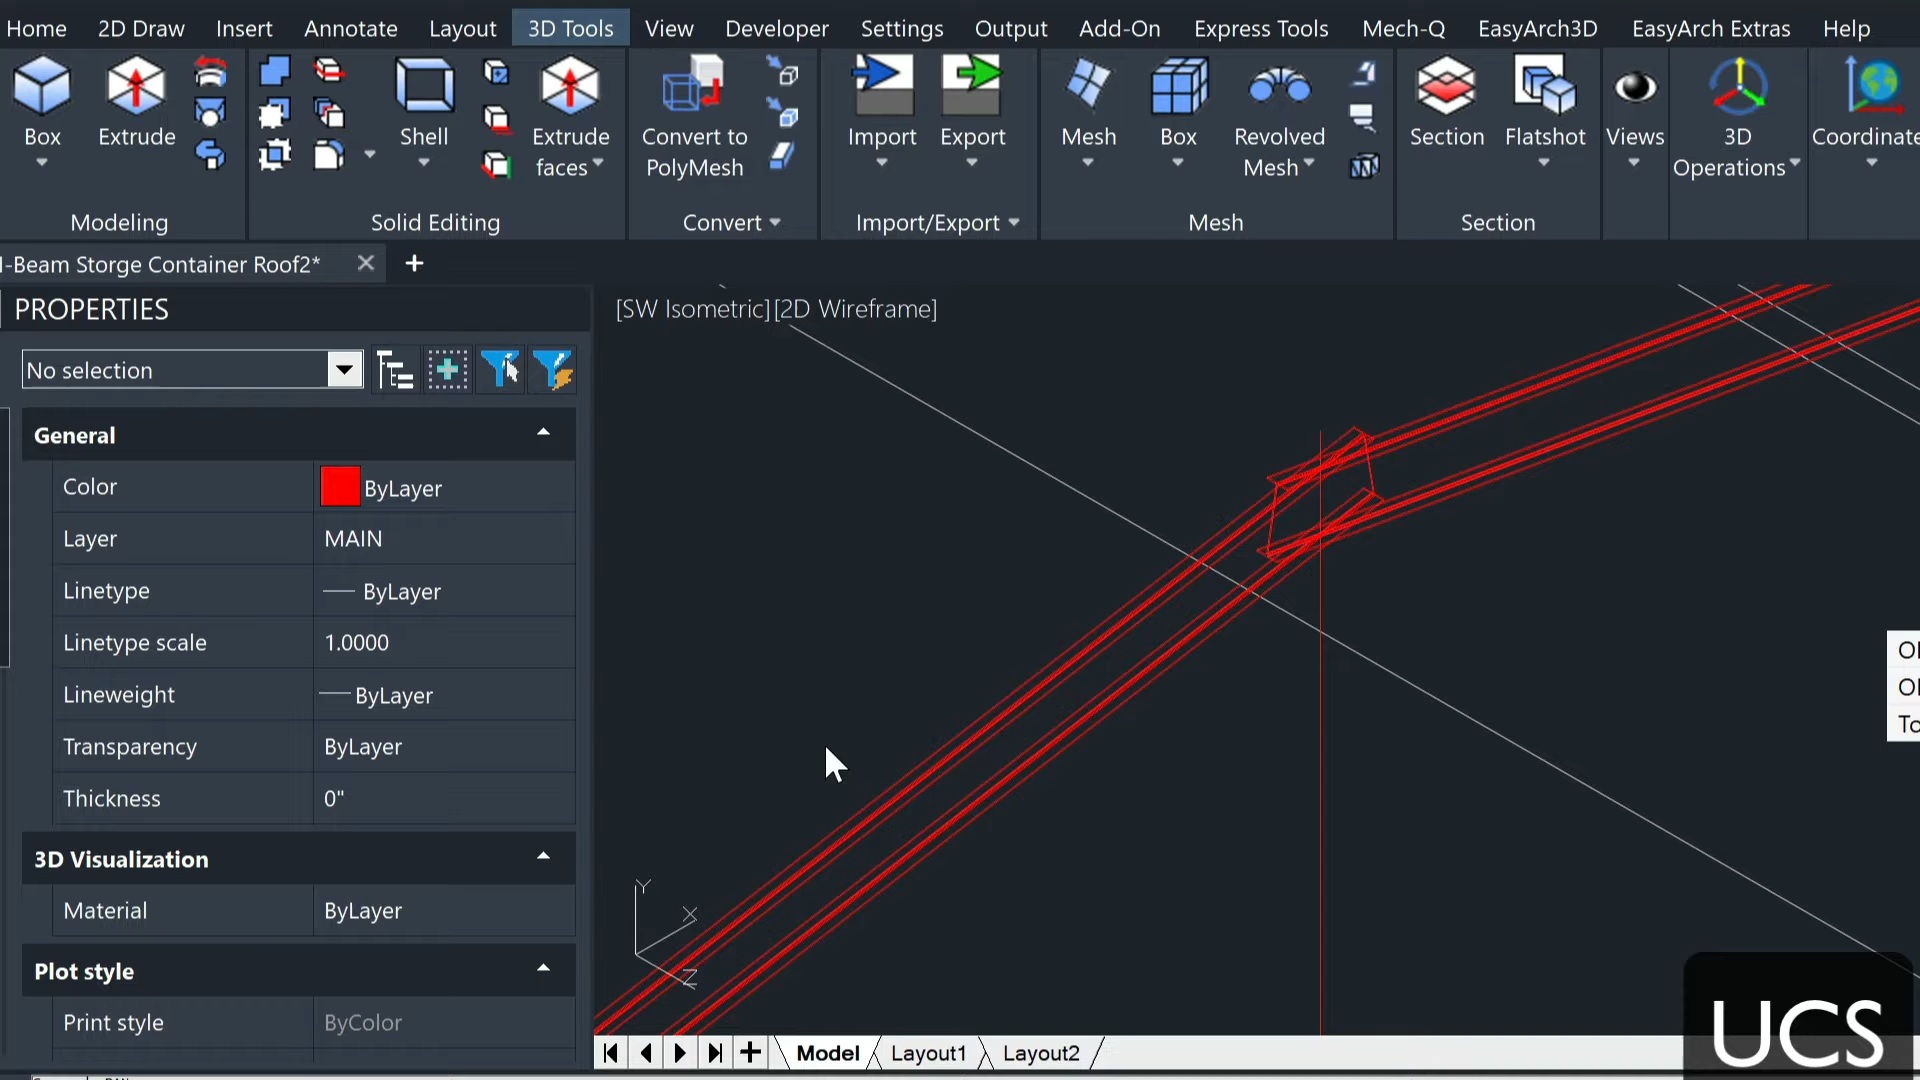 Home 2D Draw Insert Annotate Layout 3D Tools View Developer Settings Output Add-On Express Tools Mech-Q EasyArch3D EasyArch Extras Help
Box Extrude Shell Extrude faces Convert to PolyMesh Import Export Mesh Box Revolved Mesh Section Flatshot Views 3D Operations Coordinate
Modeling Solid Editing Convert Import/Export Mesh Section
I-Beam Storge Container Roof2*
PROPERTIES
[SW Isometric][2D Wireframe]
No selection
General
Color ByLayer
Layer MAIN
Linetype ByLayer
Linetype scale 1.0000
Lineweight ByLayer
Transparency ByLayer
Thickness 0"
3D Visualization
Material ByLayer
Plot style
Print style ByColor
Y
X
Z
Model Layout1 Layout2
UCS